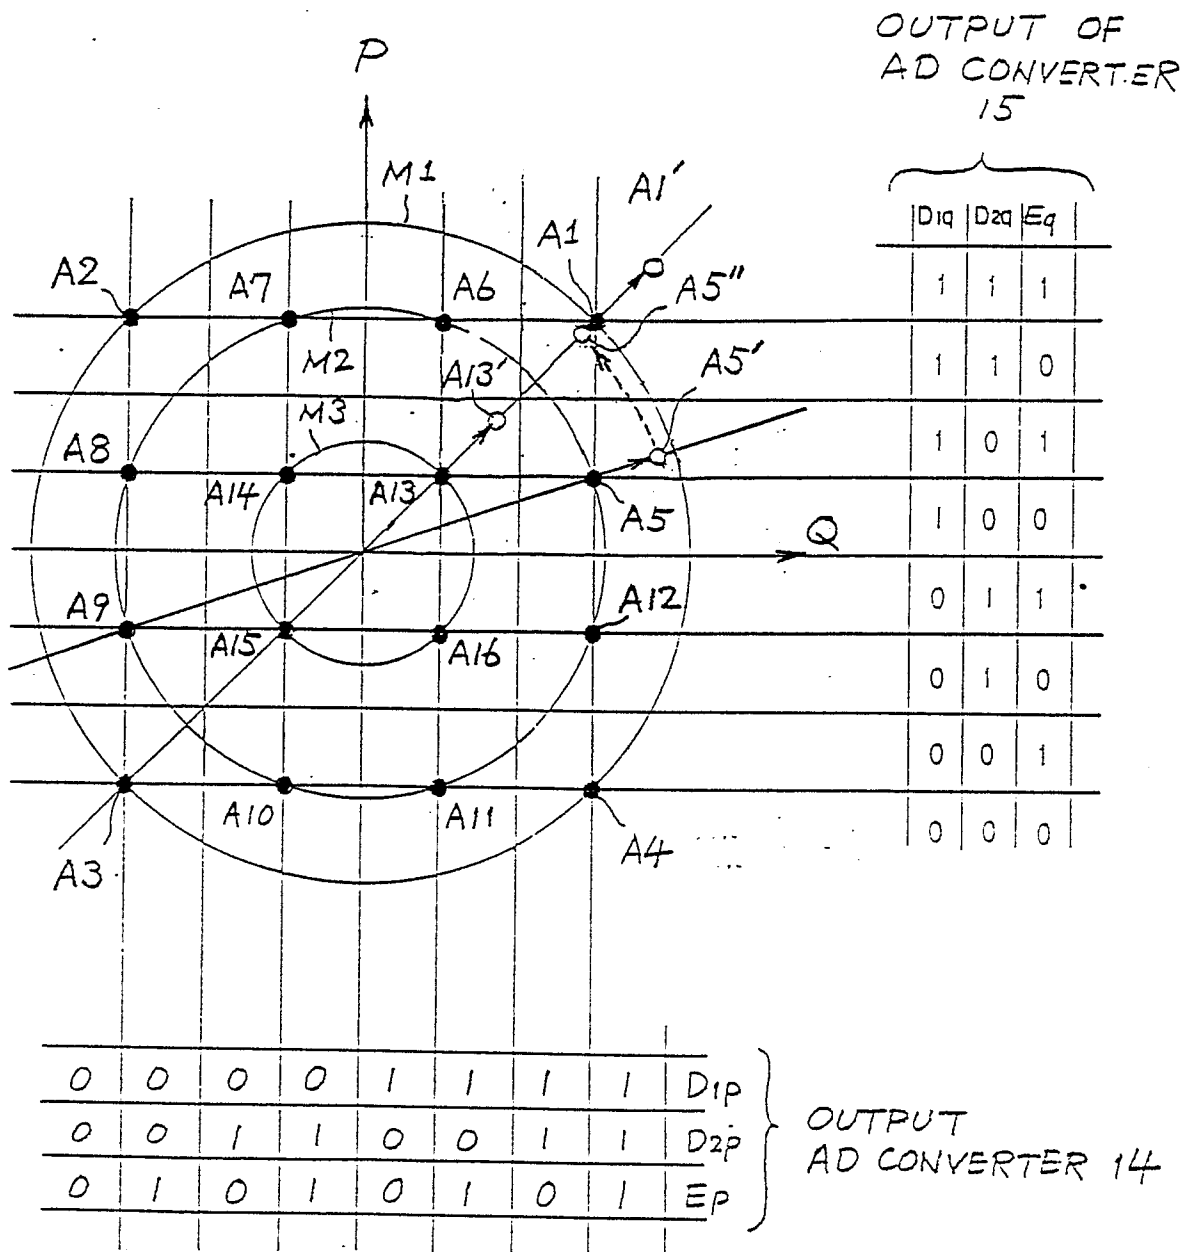 OUTPUT OF
AD CONVERTER
15
P
M1
A1'
D1q D2q Eq
A1
A2
A7
A6
A5"
1 1 1
M2
A13'
A5'
1 1 0
M3
A8
A14
A13
A5
1 0 1
Q
1 0 0
A9
A15
A16
A12
0 1 1
0 1 0
0 0 1
A10
A11
A3
A4
0 0 0
0 0 0 0 1 1 1 1 D1p
0 0 1 1 0 0 1 1 D2p
0 1 0 1 0 1 0 1 Ep
OUTPUT
AD CONVERTER 14